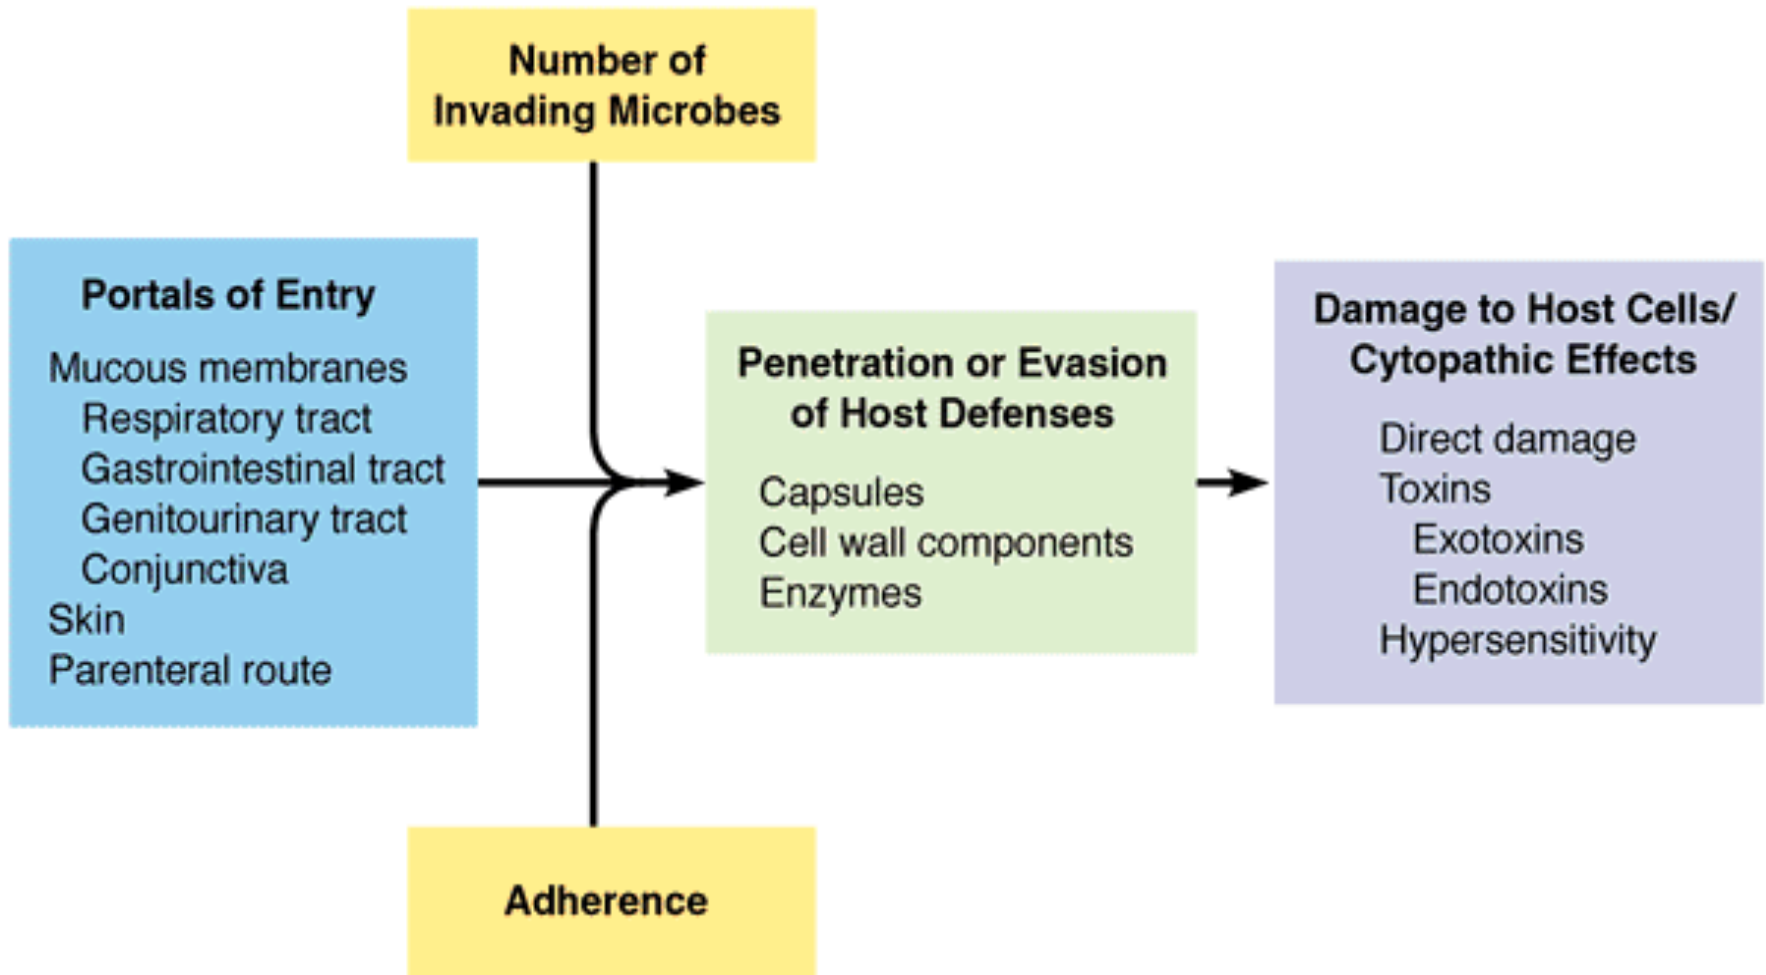 Number of
Invading Microbes
Portals of Entry
Mucous membranes
Respiratory tract
Gastrointestinal tract
Genitourinary tract
Conjunctiva
Skin
Parenteral route
Penetration or Evasion
of Host Defenses
Capsules
Cell wall components
Enzymes
Damage to Host Cells/
Cytopathic Effects
Direct damage
Toxins
Exotoxins
Endotoxins
Hypersensitivity
Adherence